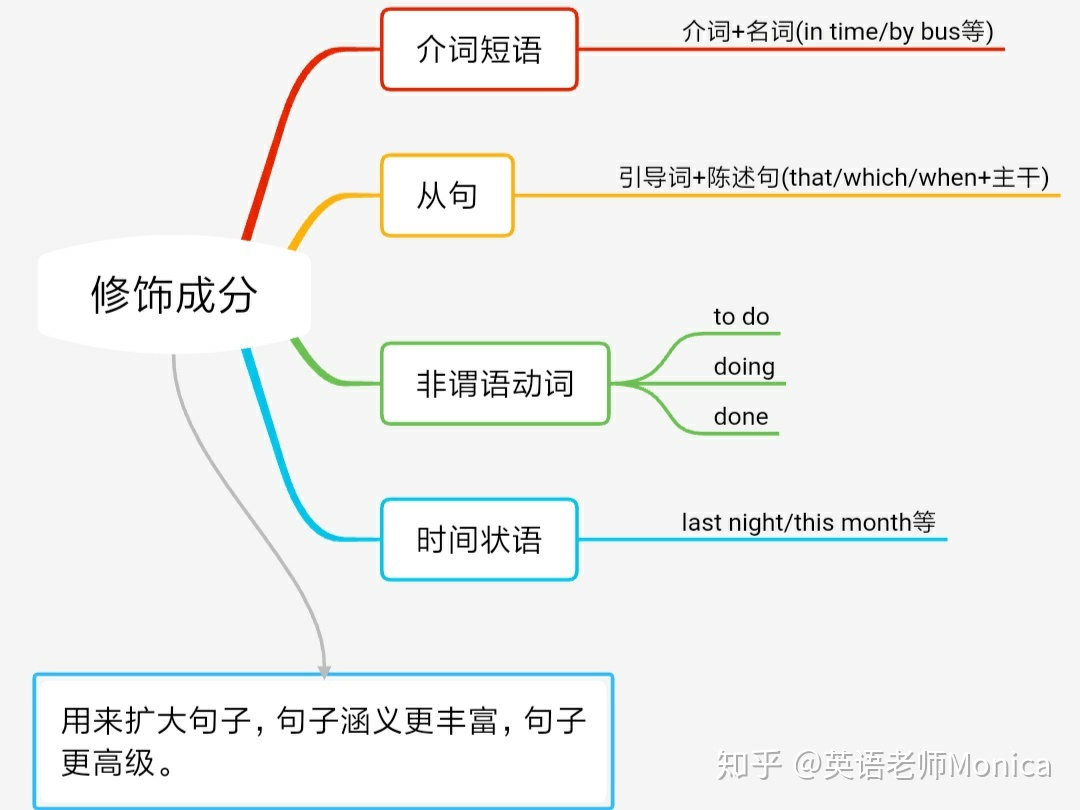 介词短语
介词+名词(in time/by bus等)
从句
引导词+陈述句(that/which/when+主干)
修饰成分
非谓语动词
to do
doing
done
时间状语
last night/this month等
用来扩大句子，句子涵义更丰富，句子
更高级。
知乎 @英语老师Monica